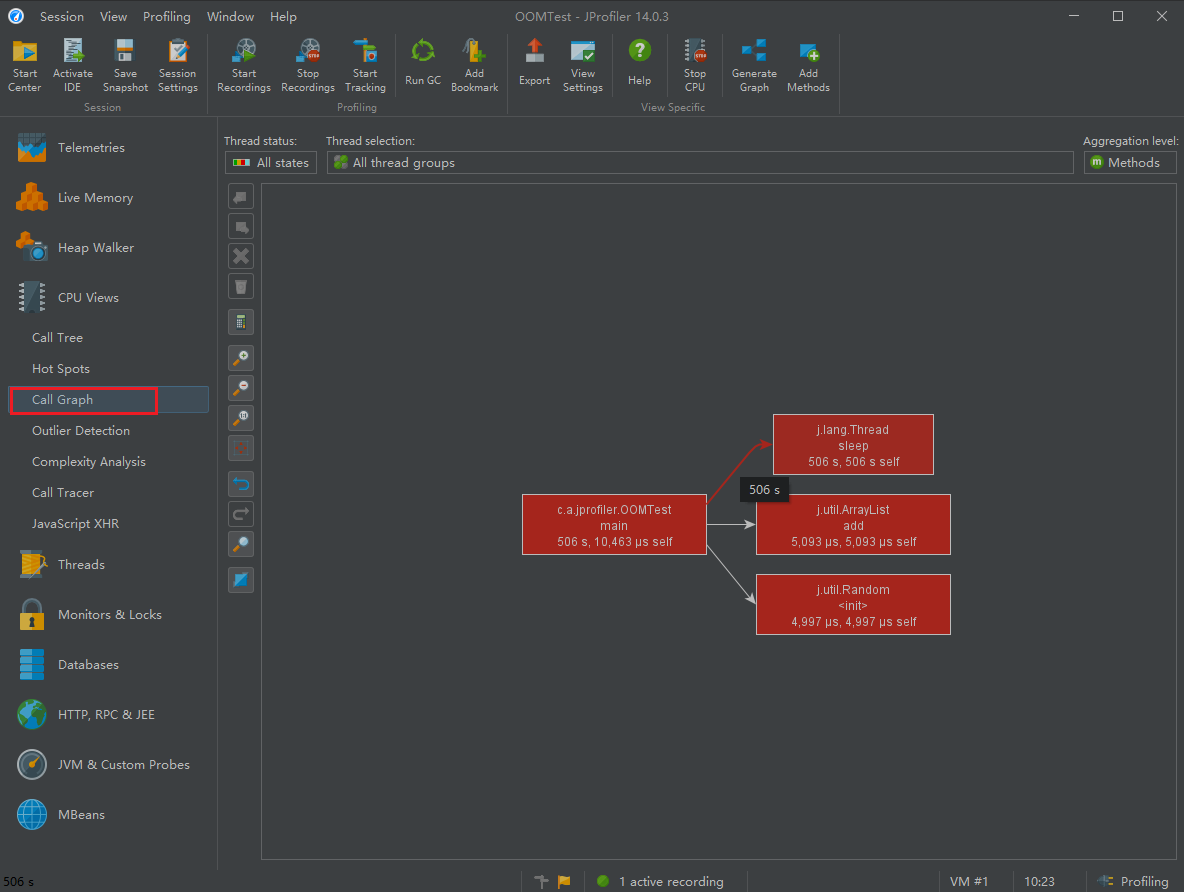 Session View Profiling Window Help
OOMTest - JProfiler 14.0.3
Start Center
Activate IDE
Save Snapshot
Session Settings
Start Recordings
Stop Recordings
Start Tracking
Run GC
Add Bookmark
Export
View Settings
Help
Stop CPU
Generate Graph
Add Methods
Session
Profiling
View Specific
Telemetries
Live Memory
Heap Walker
CPU Views
Call Tree
Hot Spots
Call Graph
Outlier Detection
Complexity Analysis
Call Tracer
JavaScript XHR
Threads
Monitors & Locks
Databases
HTTP, RPC & JEE
JVM & Custom Probes
MBeans
Thread status:
Thread selection:
Aggregation level:
All states
All thread groups
m Methods
j.lang.Thread
sleep
506 s, 506 s self
506 s
c.a.jprofiler.OOMTest
main
506 s, 10,463 µs self
j.util.ArrayList
add
5,093 µs, 5,093 µs self
j.util.Random
<init>
4,997 µs, 4,997 µs self
506 s
1 active recording
VM #1
10:23
Profiling